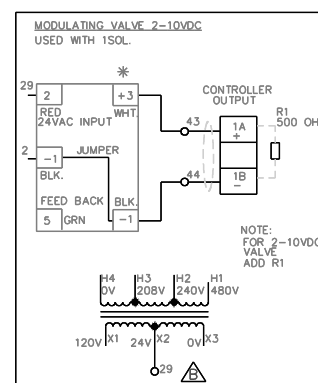 MODULATING VALVE 2-10VDC
USED WITH 1SOL.
*
29
2
+3
RED
WHT.
24VAC INPUT
CONTROLLER
OUTPUT
43
1A
+
R1
500 OH
2
-1
JUMPER
BLK.
BLK.
1B
-
44
FEED BACK
5
GRN
-1
NOTE:
FOR 2-10VDC
VALVE
ADD R1
H4
H3
H2
H1
0V
208V
240V
480V
120V
X1
24V
X2
0V
X3
29
B